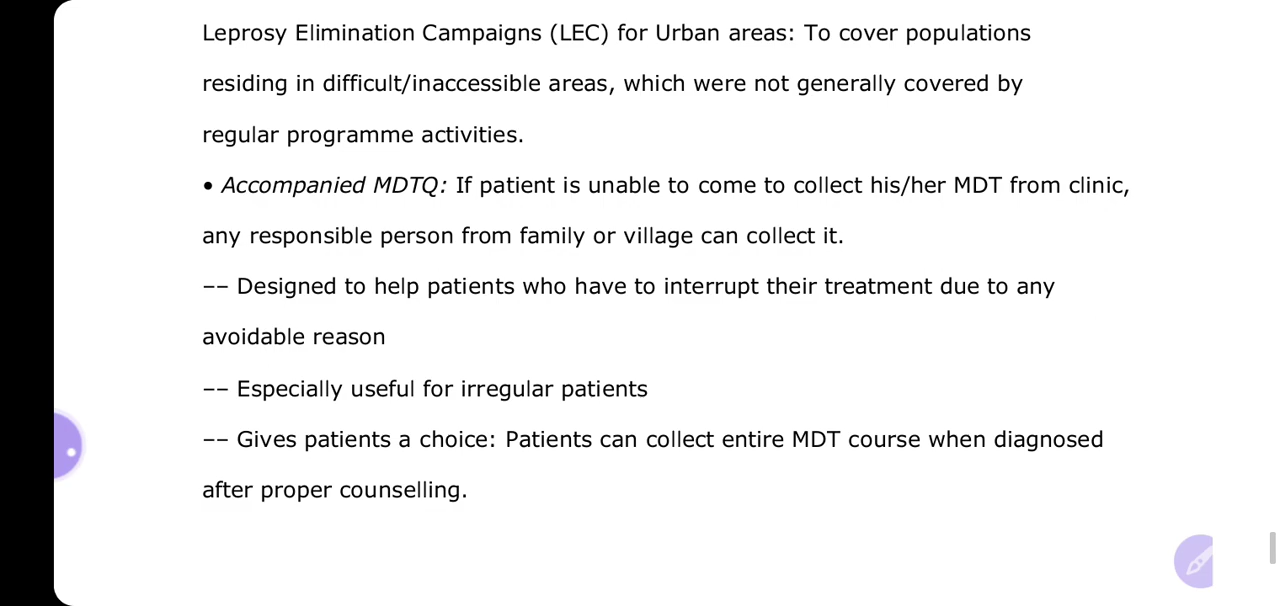 Leprosy Elimination Campaigns (LEC) for Urban areas: To cover populations
residing in difficult/inaccessible areas, which were not generally covered by
regular programme activities.
• Accompanied MDTQ: If patient is unable to come to collect his/her MDT from clinic,
any responsible person from family or village can collect it.
–– Designed to help patients who have to interrupt their treatment due to any
avoidable reason
–– Especially useful for irregular patients
–– Gives patients a choice: Patients can collect entire MDT course when diagnosed
after proper counselling.